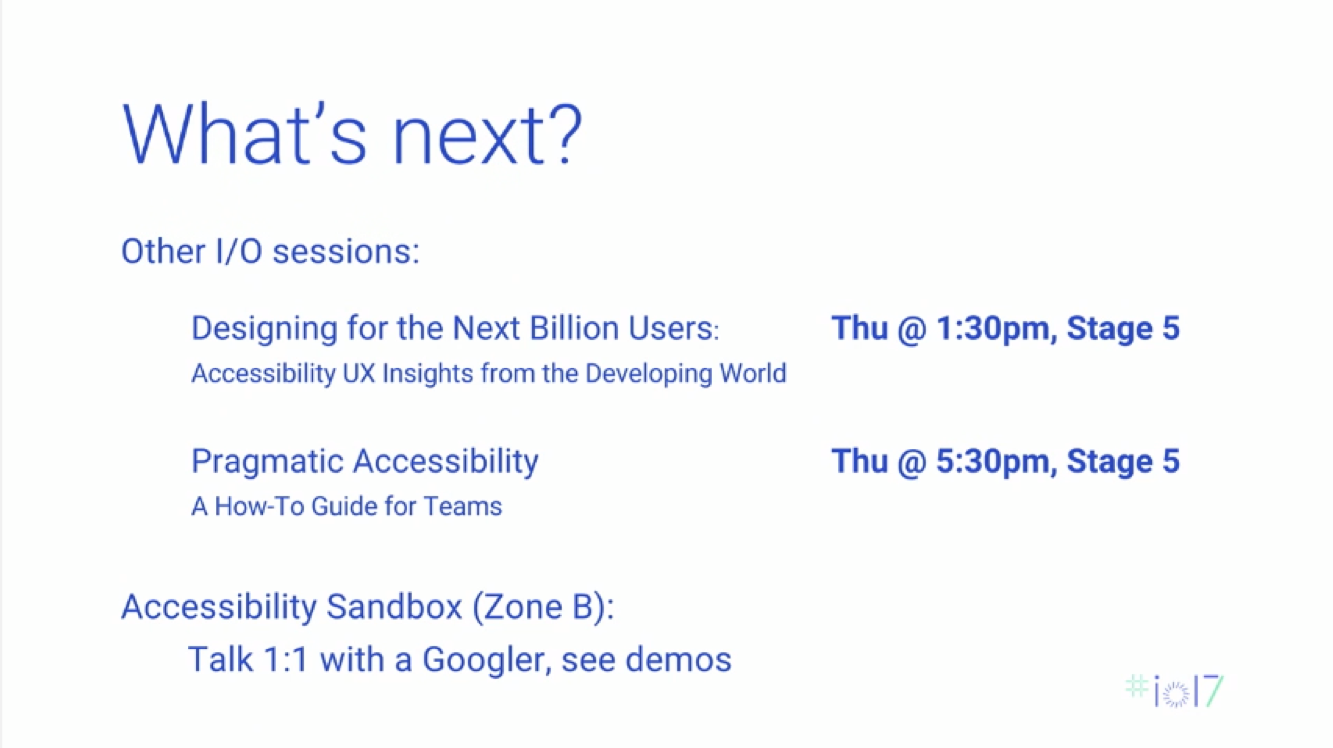 What’s next?
Other I/O sessions:
Designing for the Next Billion Users: Thu @ 1:30pm, Stage 5
Accessibility UX Insights from the Developing World
Pragmatic Accessibility Thu @ 5:30pm, Stage 5
A How-To Guide for Teams
Accessibility Sandbox (Zone B):
Talk 1:1 with a Googler, see demos
#io17